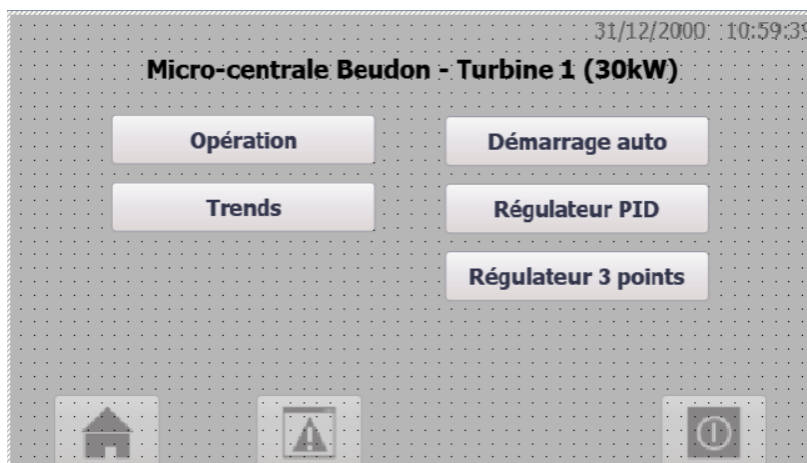 31/12/2000 10:59:39
Micro-centrale Beudon - Turbine 1 (30kW)
Opération
Démarrage auto
Trends
Régulateur PID
Régulateur 3 points